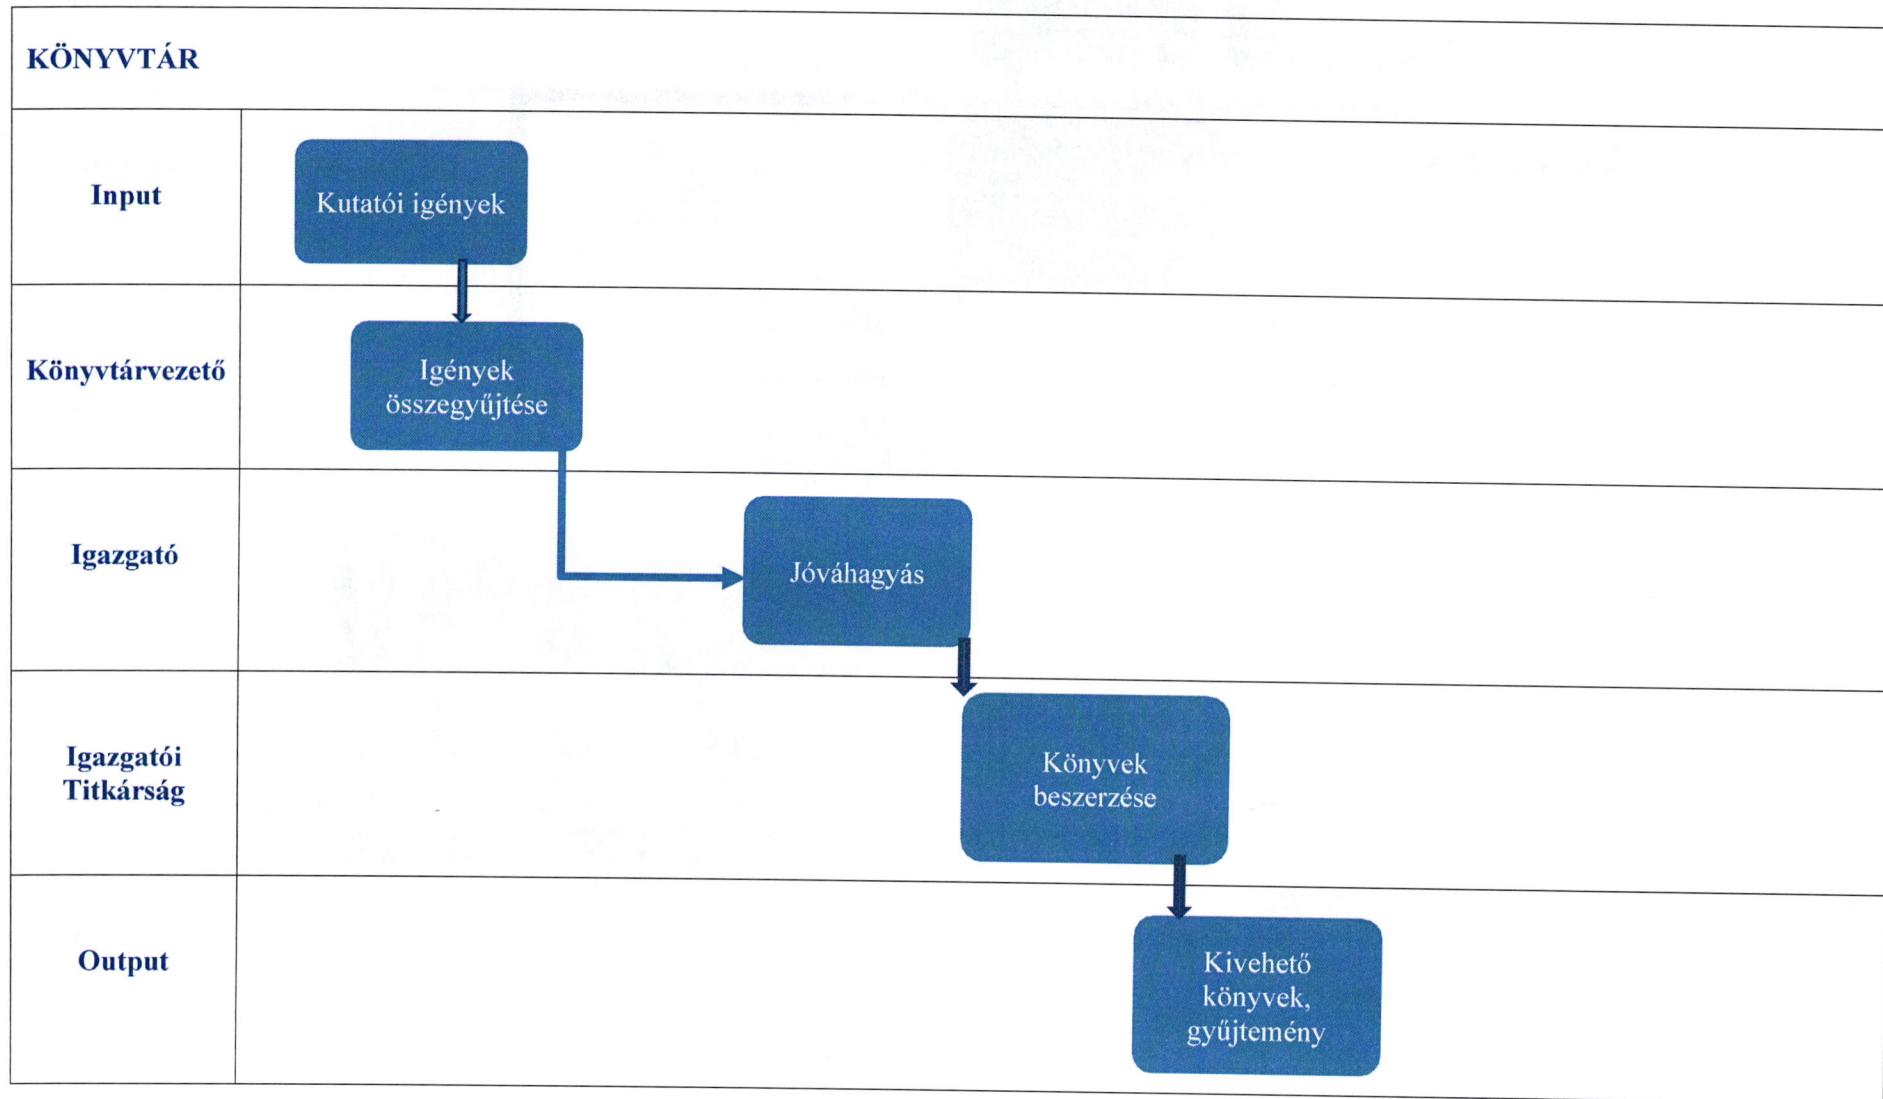 KÖNYVTÁR
Input
Kutatói igények
Könyvtárvezető
Igények
összegyűjtése
Igazgató
Jóváhagyás
Igazgatói
Titkárság
Könyvek
beszerzése
Output
Kivehető
könyvek,
gyűjtemény